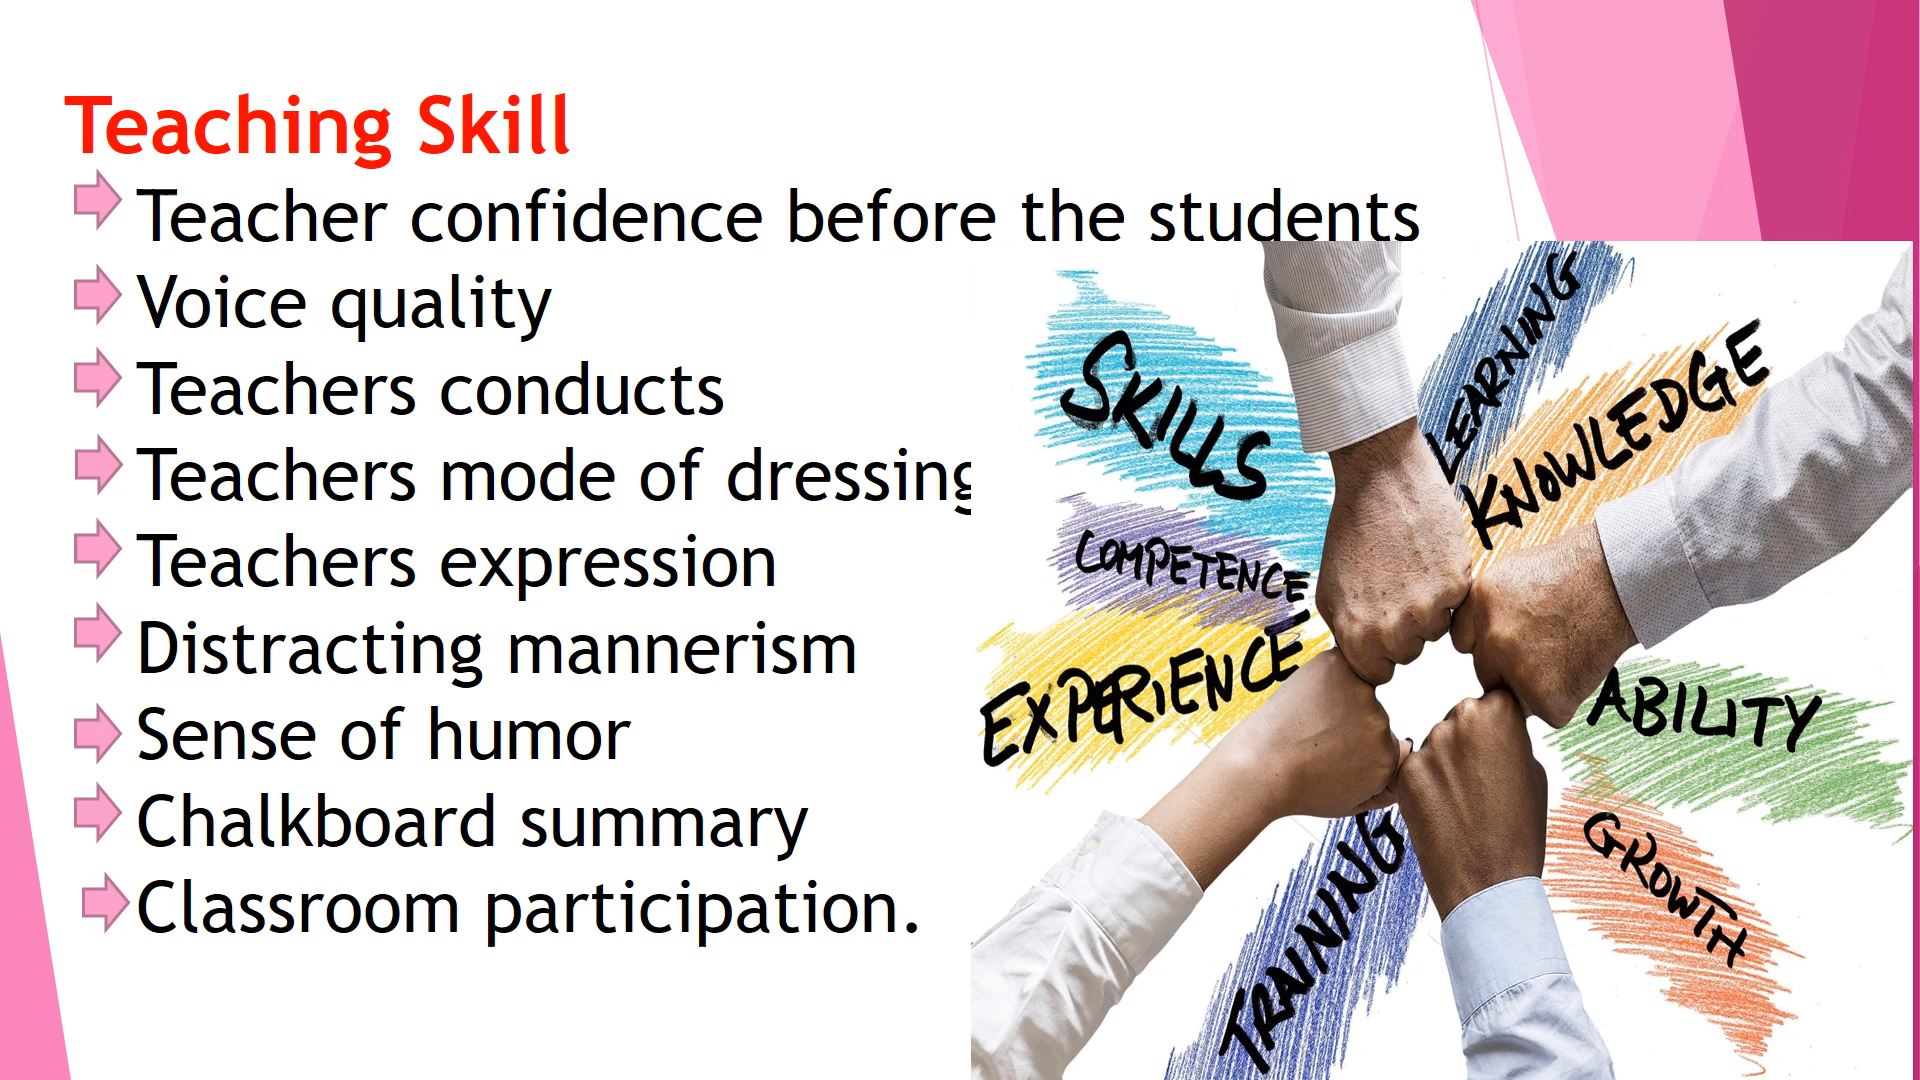 Teaching Skill
Teacher confidence before the students
Voice quality
Teachers conducts
Teachers mode of dressing
Teachers expression
Distracting mannerism
Sense of humor
Chalkboard summary
Classroom participation.
SKILLS
LEARNING
KNOWLEDGE
COMPETENCE
EXPERIENCE
ABILITY
GROWTH
TRAINING